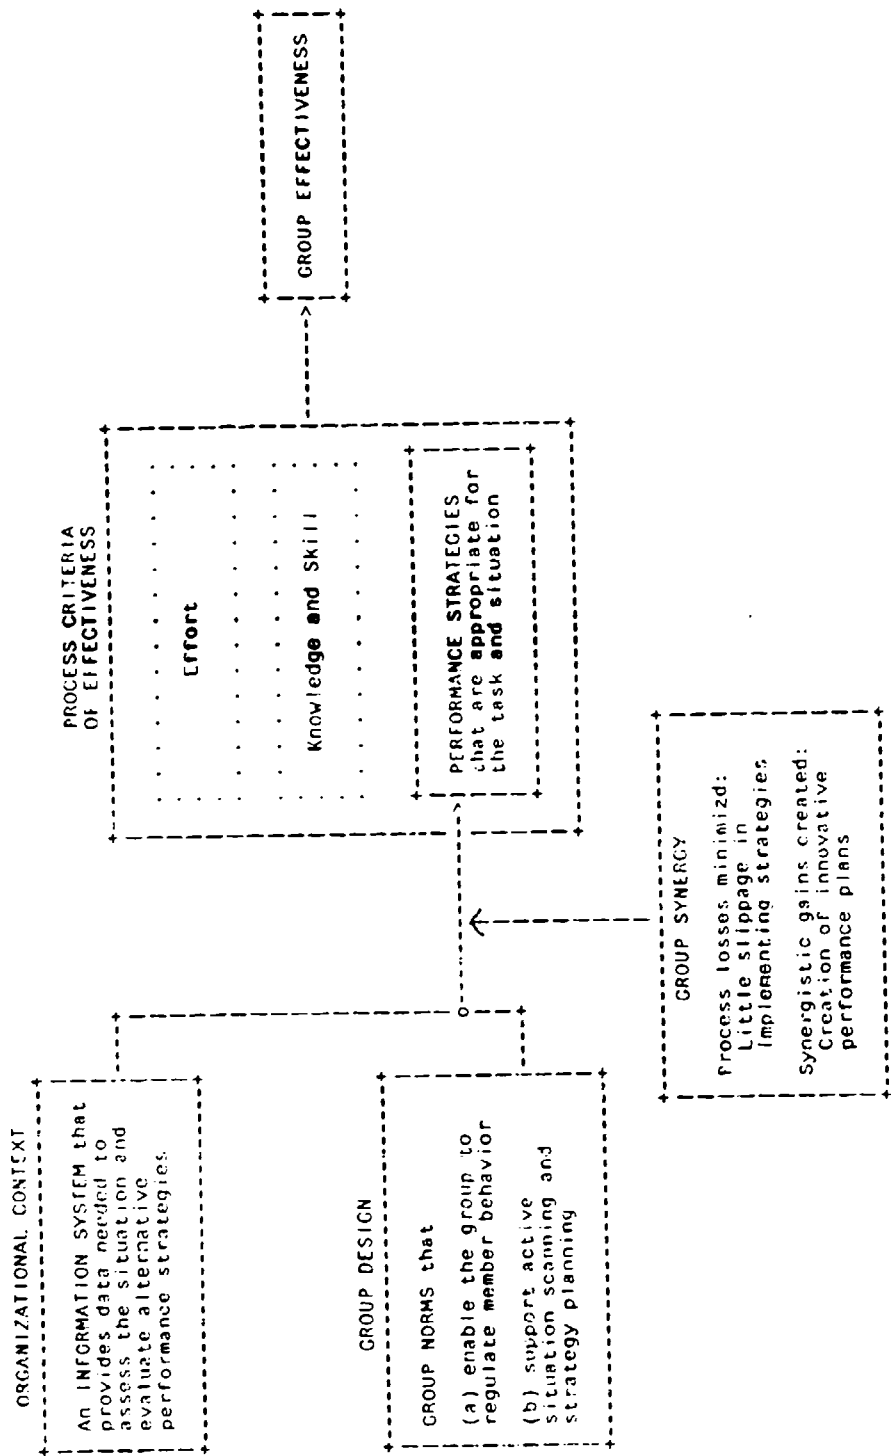 ORGANIZATIONAL CONTEXT
An INFORMATION SYSTEM that
provides data needed to
assess the situation and
evaluate alternative
performance strategies
GROUP DESIGN
GROUP NORMS that
(a) enable the group to
regulate member behavior
(b) support active
situation scanning and
strategy planning
GROUP SYNERGY
Process losses minimizd:
Little slippage in
implementing strategies
Synergistic gains created:
Creation of innovative
performance plans
PROCESS CRITERIA
OF EFFECTIVENESS
Effort
Knowledge and Skill
PERFORMANCE STRATEGIES
that are appropriate for
the task and situation
GROUP EFFECTIVENESS